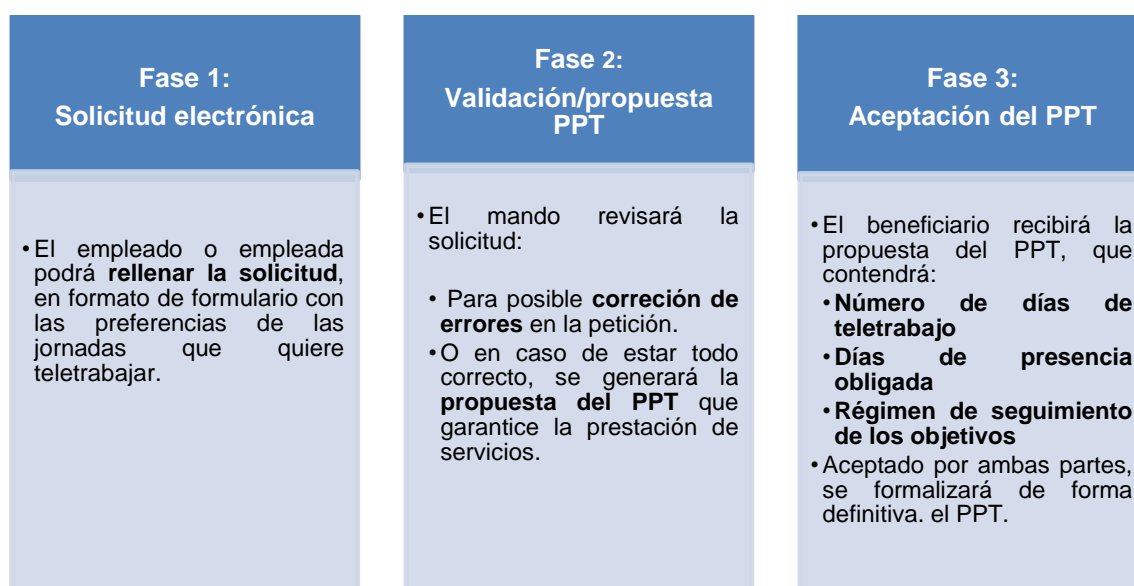 Fase 1:
Solicitud electrónica
• El empleado o empleada
podrá rellenar la solicitud,
en formato de formulario con
las preferencias de las
jornadas que quiere
teletrabajar.
Fase 2:
Validación/propuesta
PPT
• El mando revisará la
solicitud:
• Para posible correción de
errores en la petición.
• O en caso de estar todo
correcto, se generará la
propuesta del PPT que
garantice la prestación de
servicios.
Fase 3:
Aceptación del PPT
• El beneficiario recibirá la
propuesta del PPT, que
contendrá:
• Número de días de
teletrabajo
• Días de presencia
obligada
• Régimen de seguimiento
de los objetivos
• Aceptado por ambas partes,
se formalizará de forma
definitiva. el PPT.